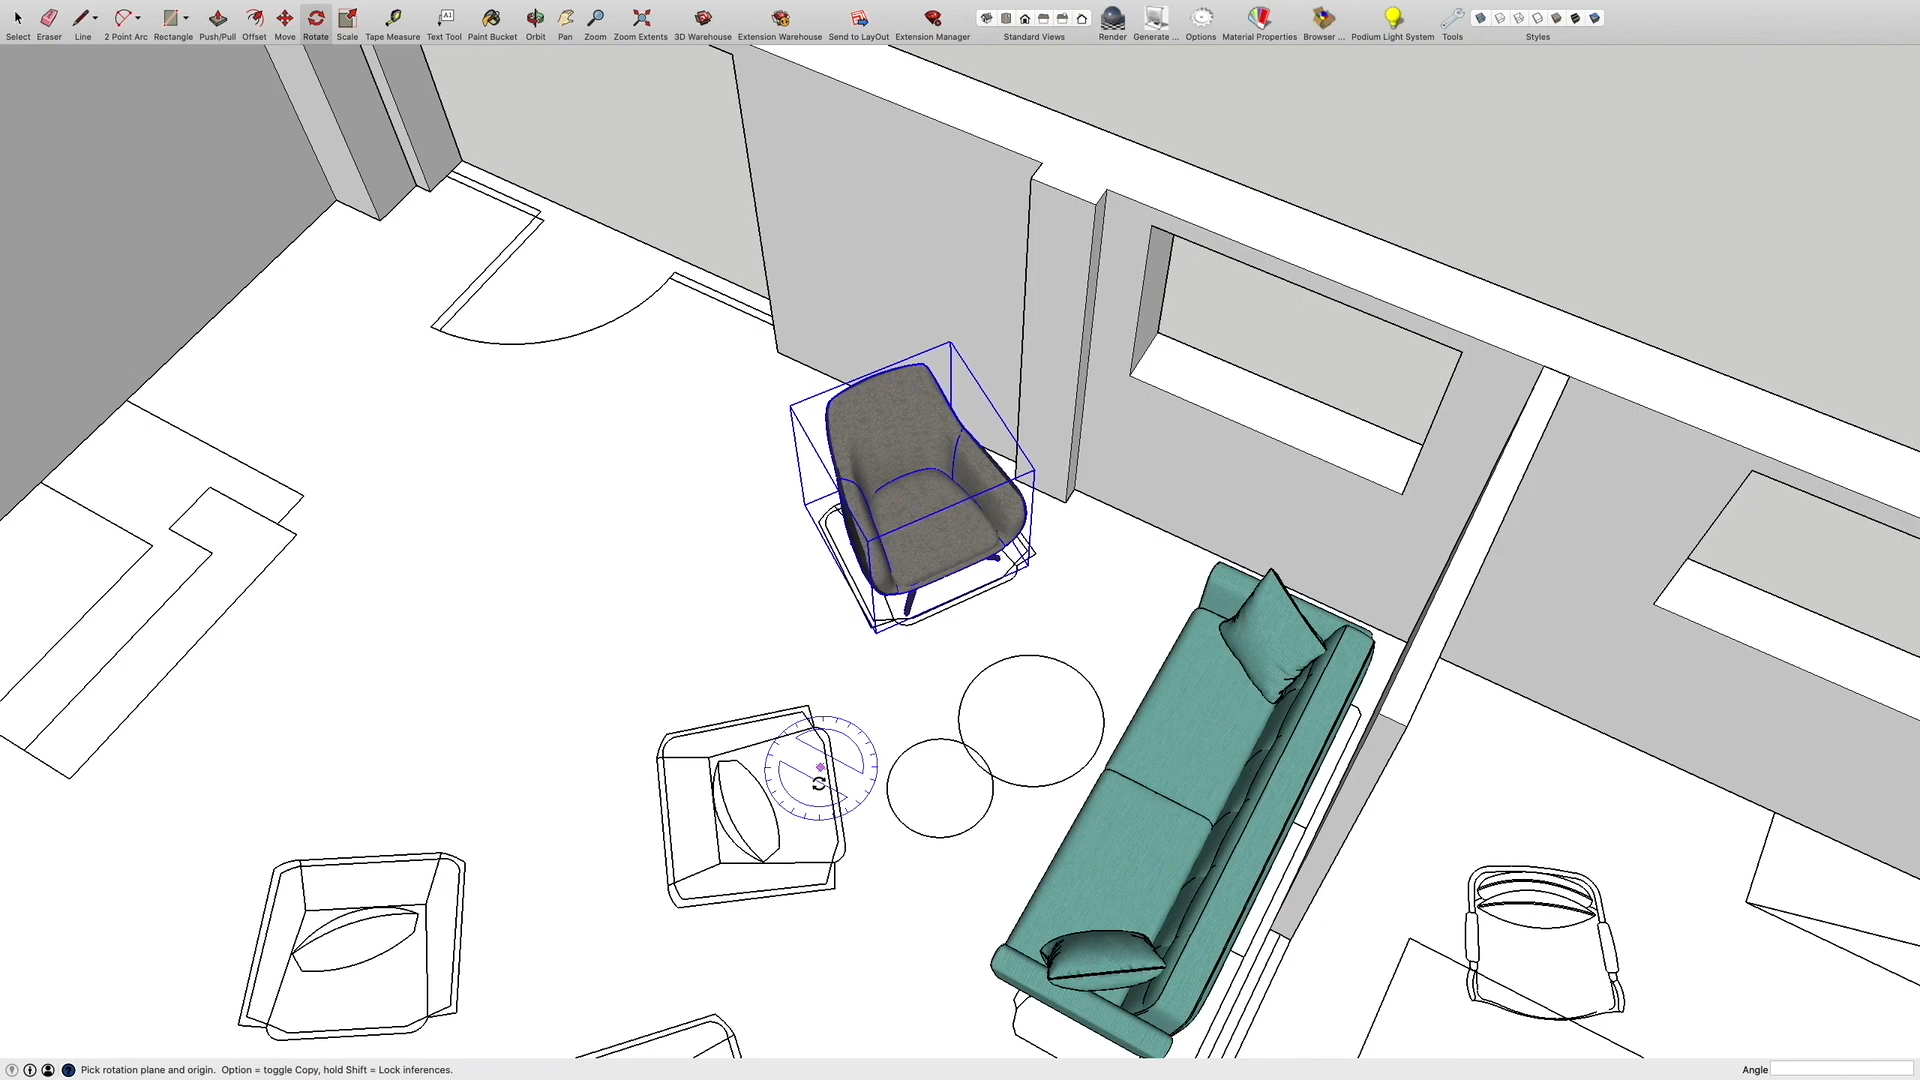 Select Eraser Line 2 Point Arc Rectangle Push/Pull Offset Move Rotate Scale Tape Measure Text Tool Paint Bucket Orbit Pan Zoom Zoom Extents 3D Warehouse Extension Warehouse Send to LayOut Extension Manager Standard Views Render Generate ... Options Material Properties Browser ... Podium Light System Tools Styles
A1
Pick rotation plane and origin. Option = toggle Copy, hold Shift = Lock inferences. Angle